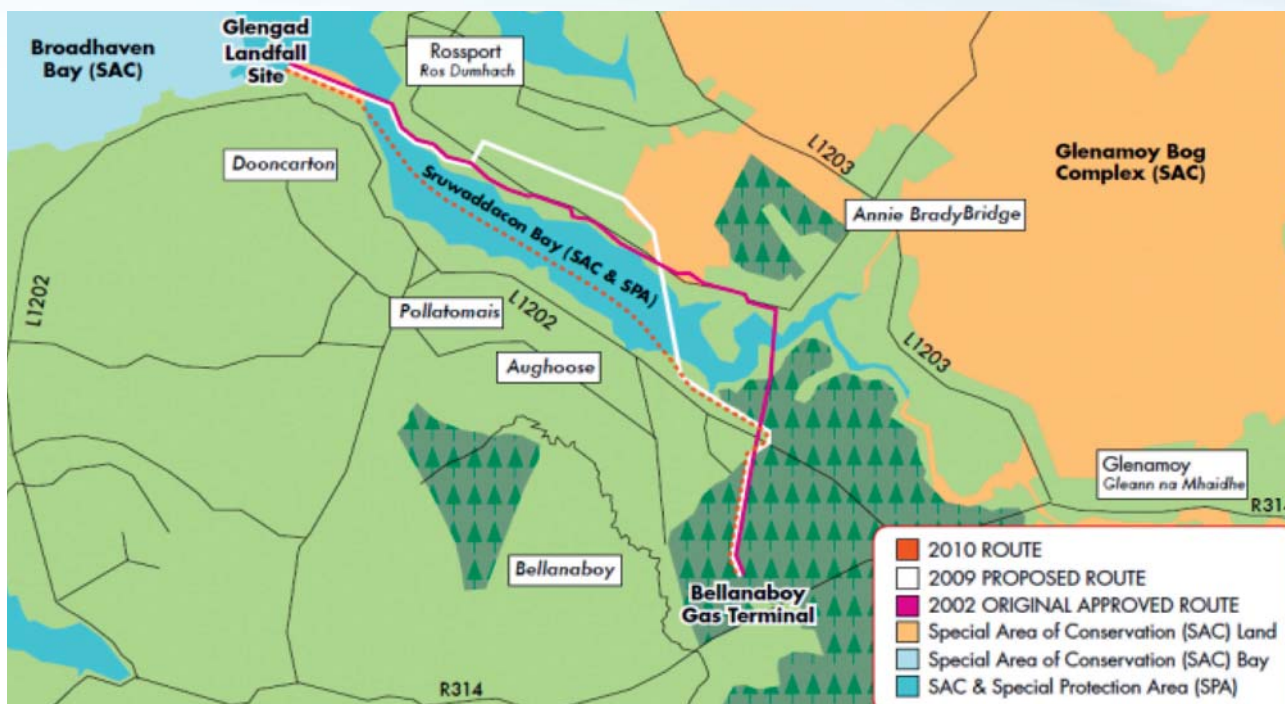 Glengad
Landfall
Site
Broadhaven
Bay (SAC)
Rossport
Ros Dumhach
L1203
Glenamoy Bog
Complex (SAC)
Dooncarton
Sruwaddacon Bay (SAC & SPA)
Annie BradyBridge
L1202
Pollatomais
L1202
L1203
Aughoose
Glenamoy
Gleann na Mhaidhe
R314
Bellanaboy
Bellanaboy
Gas Terminal
R314
2010 ROUTE
2009 PROPOSED ROUTE
2002 ORIGINAL APPROVED ROUTE
Special Area of Conservation (SAC) Land
Special Area of Conservation (SAC) Bay
SAC & Special Protection Area (SPA)